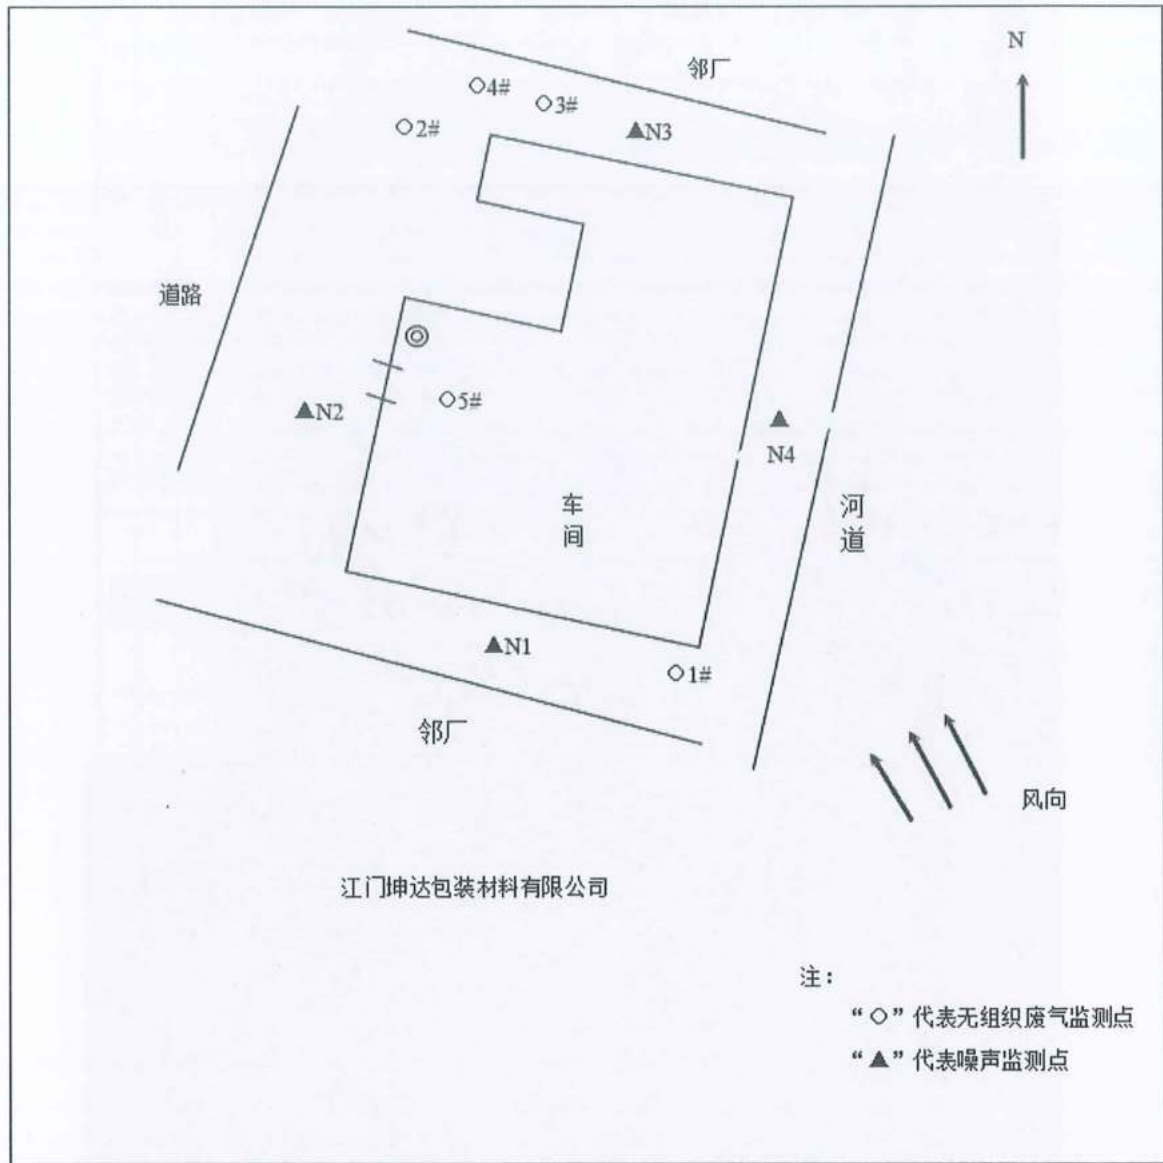 N
邻厂
4#
3#
2#
N3
道路
5#
N2
N4
车间
河道
N1
1#
邻厂
风向
江门坤达包装材料有限公司
注：
“○”代表无组织废气监测点
“▲”代表噪声监测点